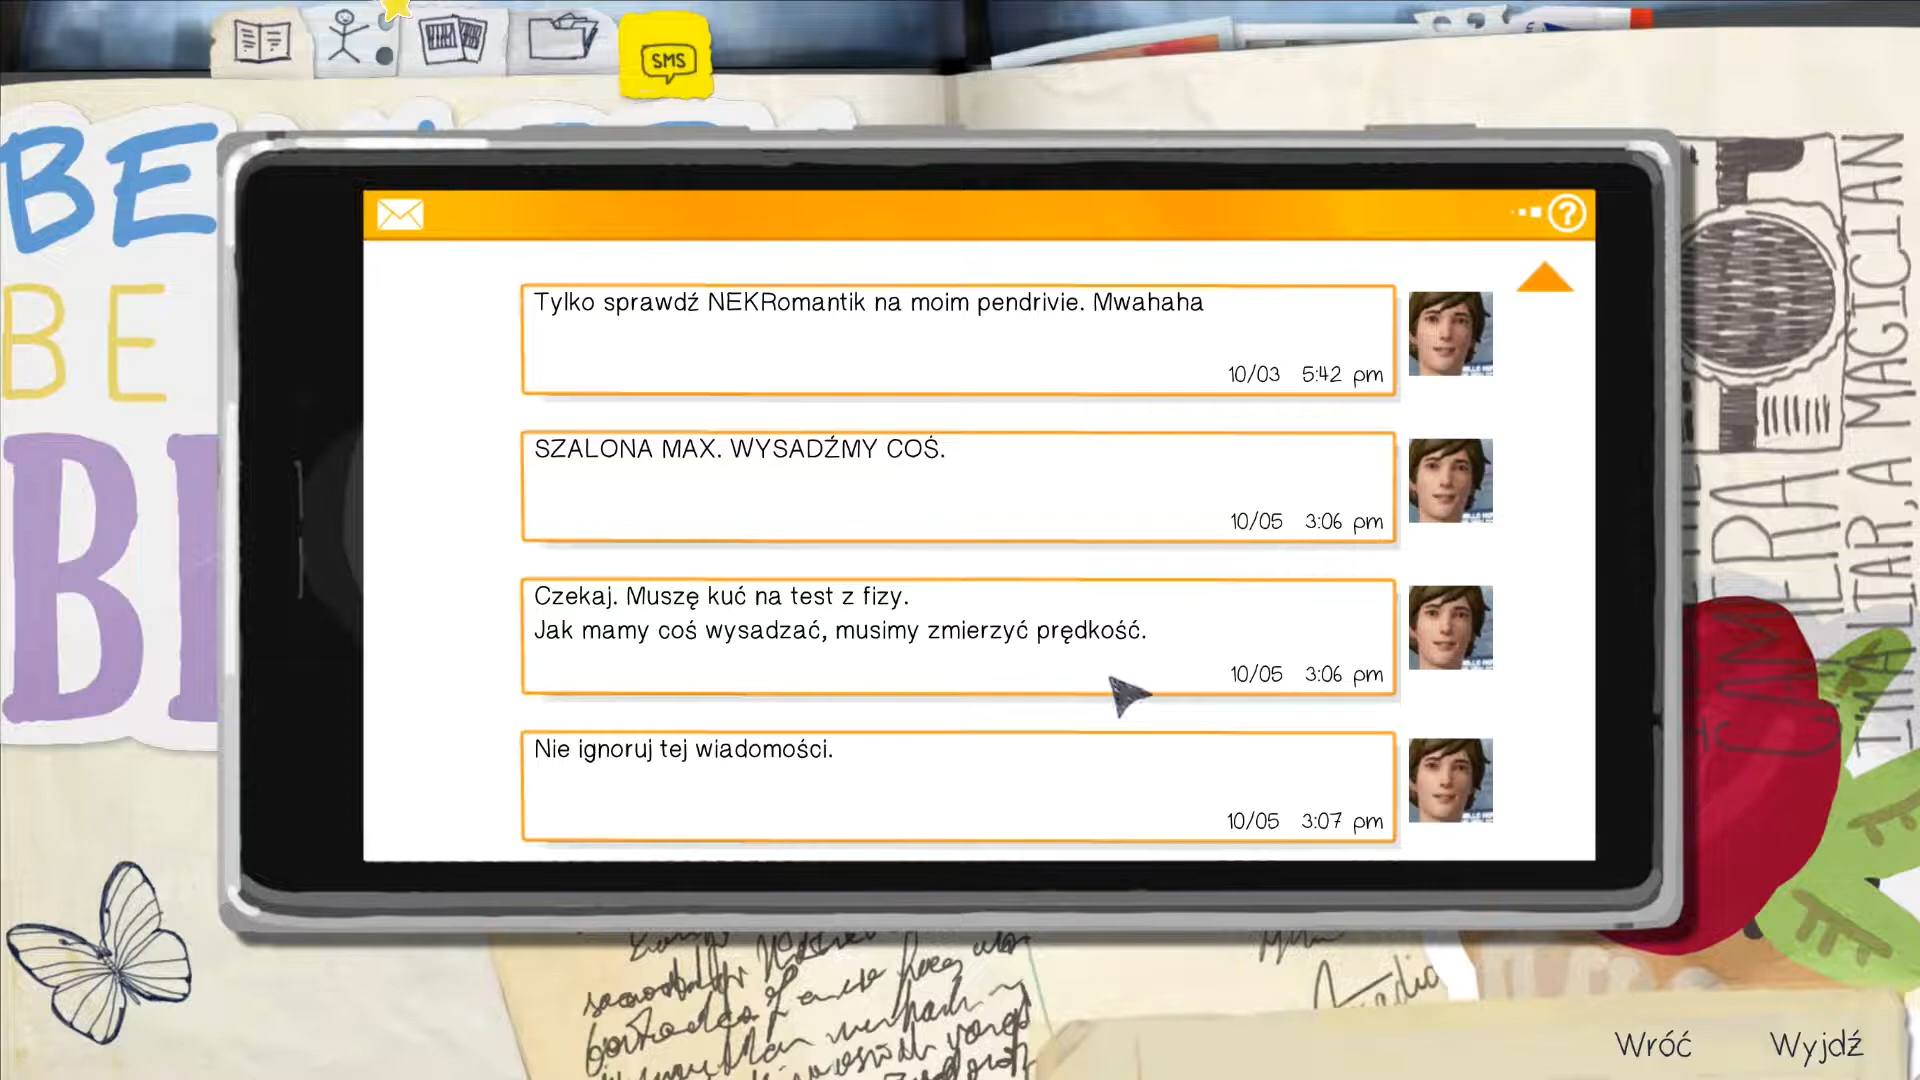 SMS
BE
BE
Tylko sprawdź NEKRomantik na moim pendrivie. Mwahaha
10/03 5:42 pm
SZALONA MAX. WYSADŹMY COŚ.
10/05 3:06 pm
Czekaj. Muszę kuć na test z fizy.
Jak mamy coś wysadzać, musimy zmierzyć prędkość.
10/05 3:06 pm
Nie ignoruj tej wiadomości.
10/05 3:07 pm
CAMERA
LIAR, A MAGICIAN
Wróć
Wyjdź